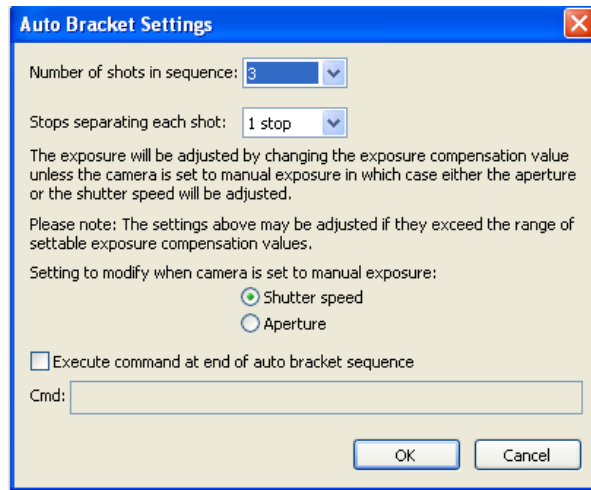 Auto Bracket Settings
Number of shots in sequence: 3
Stops separating each shot: 1 stop
The exposure will be adjusted by changing the exposure compensation value
unless the camera is set to manual exposure in which case either the aperture
or the shutter speed will be adjusted.
Please note: The settings above may be adjusted if they exceed the range of
settable exposure compensation values.
Setting to modify when camera is set to manual exposure:
Shutter speed
Aperture
Execute command at end of auto bracket sequence
Cmd:
OK Cancel